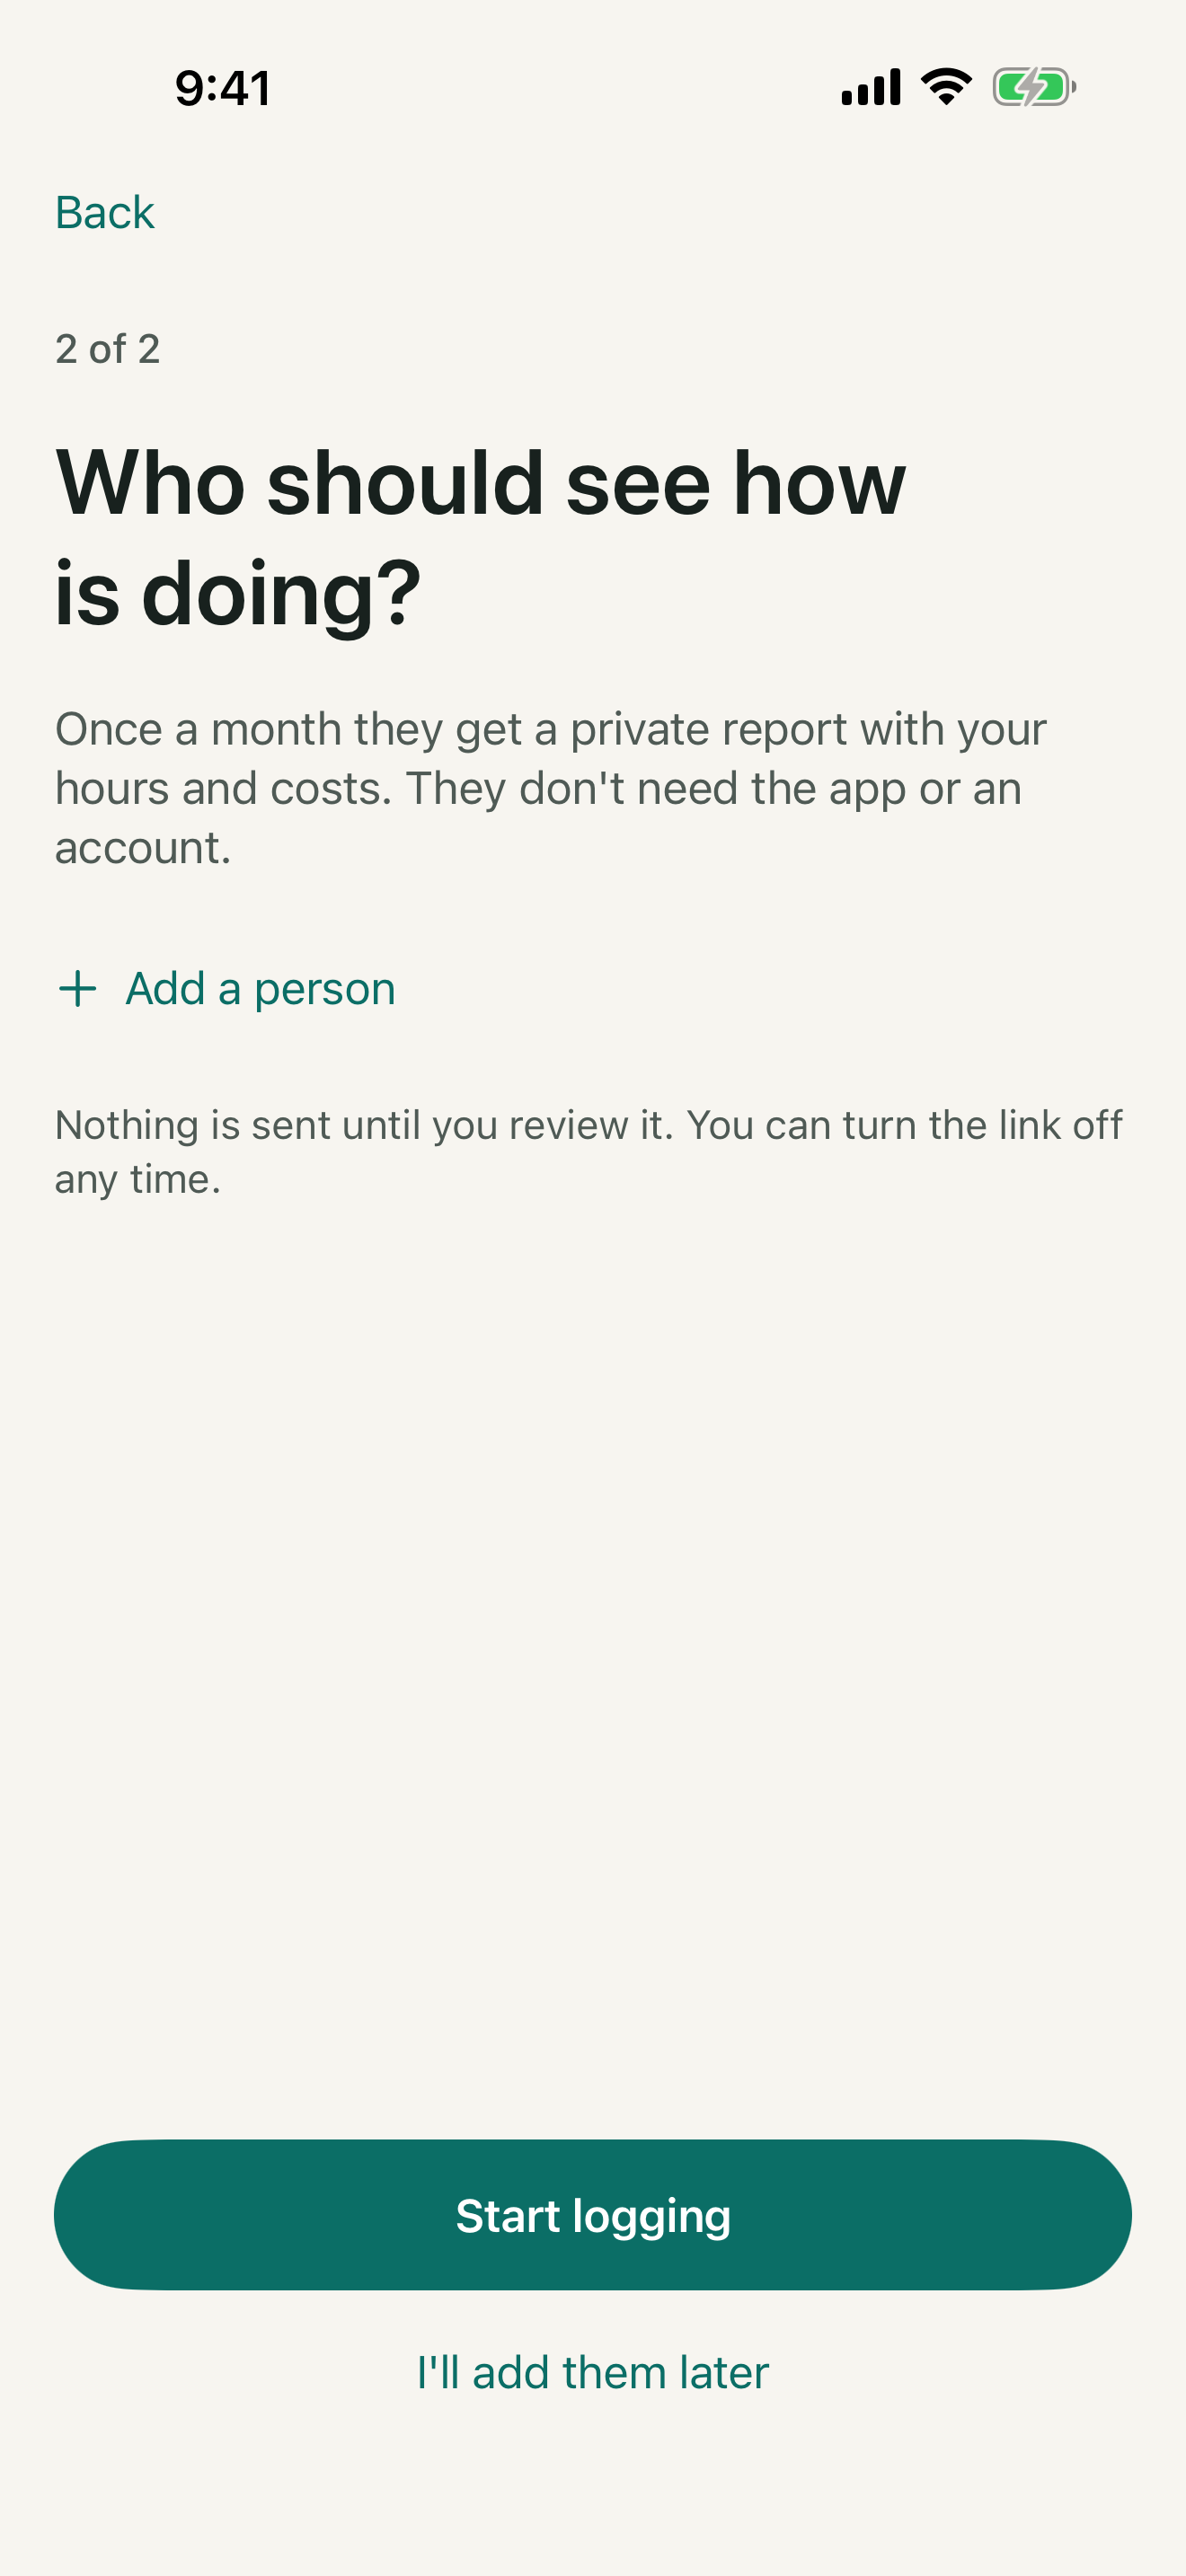 9:41
Back
2 of 2
Who should see how
is doing?
Once a month they get a private report with your
hours and costs. They don't need the app or an
account.
Add a person
Nothing is sent until you review it. You can turn the link off
any time.
Start logging
I'll add them later